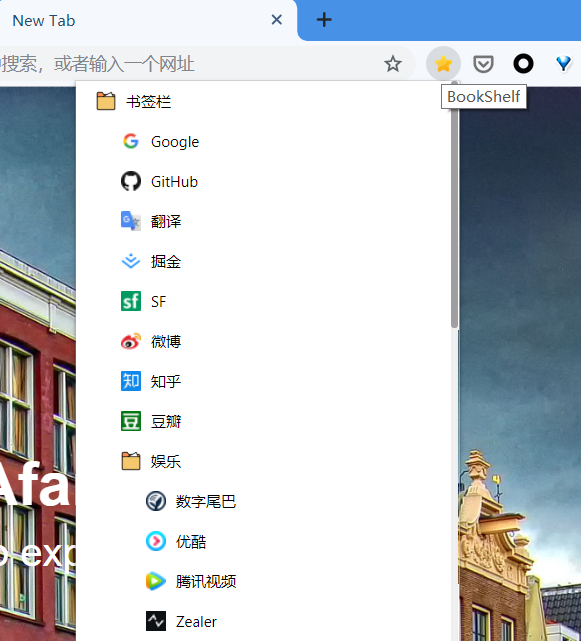 New Tab
搜索，或者输入一个网址
BookShelf
书签栏
Google
GitHub
翻译
掘金
SF
微博
知乎
豆瓣
娱乐
数字尾巴
优酷
腾讯视频
Zealer
Afa
exp